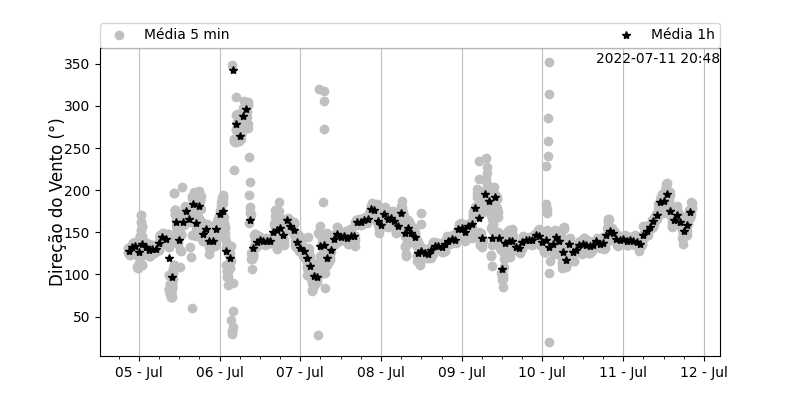 Média 5 min
Média 1h
2022-07-11 20:48
Direção do Vento (°)
350
300
250
200
150
100
50
05 - Jul
06 - Jul
07 - Jul
08 - Jul
09 - Jul
10 - Jul
11 - Jul
12 - Jul